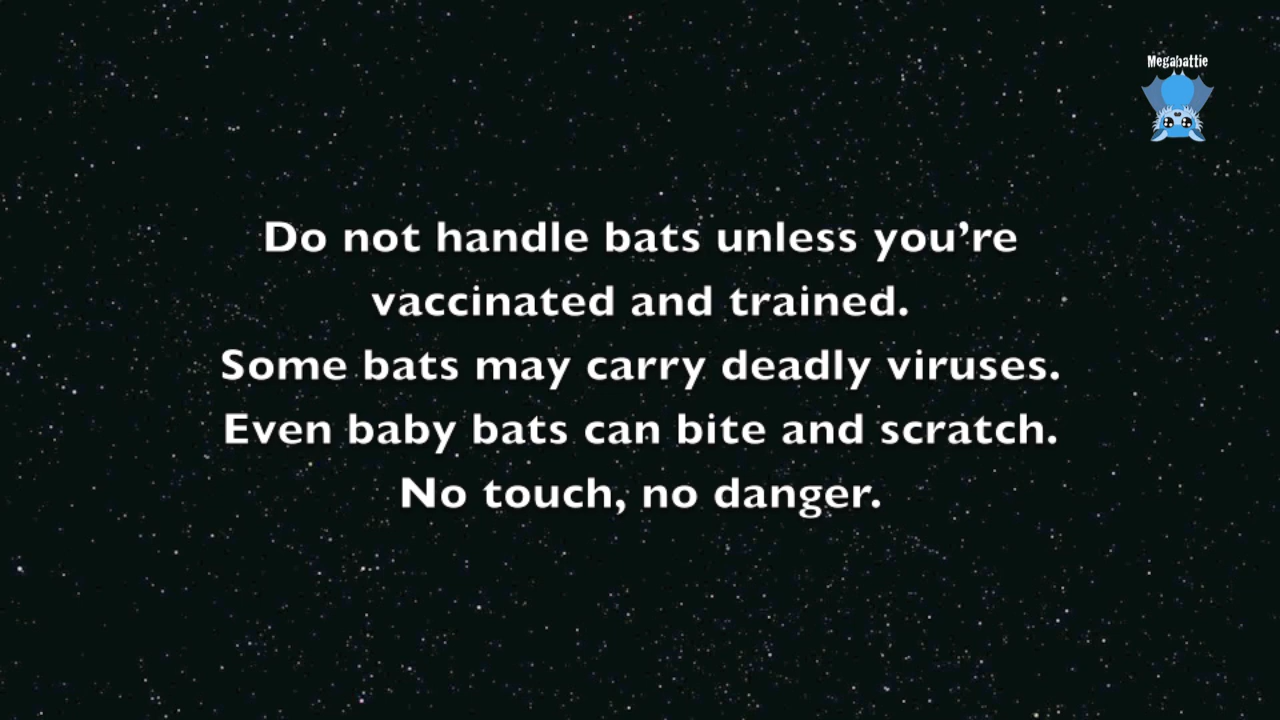 Megabattie
Do not handle bats unless you’re
vaccinated and trained.
Some bats may carry deadly viruses.
Even baby bats can bite and scratch.
No touch, no danger.